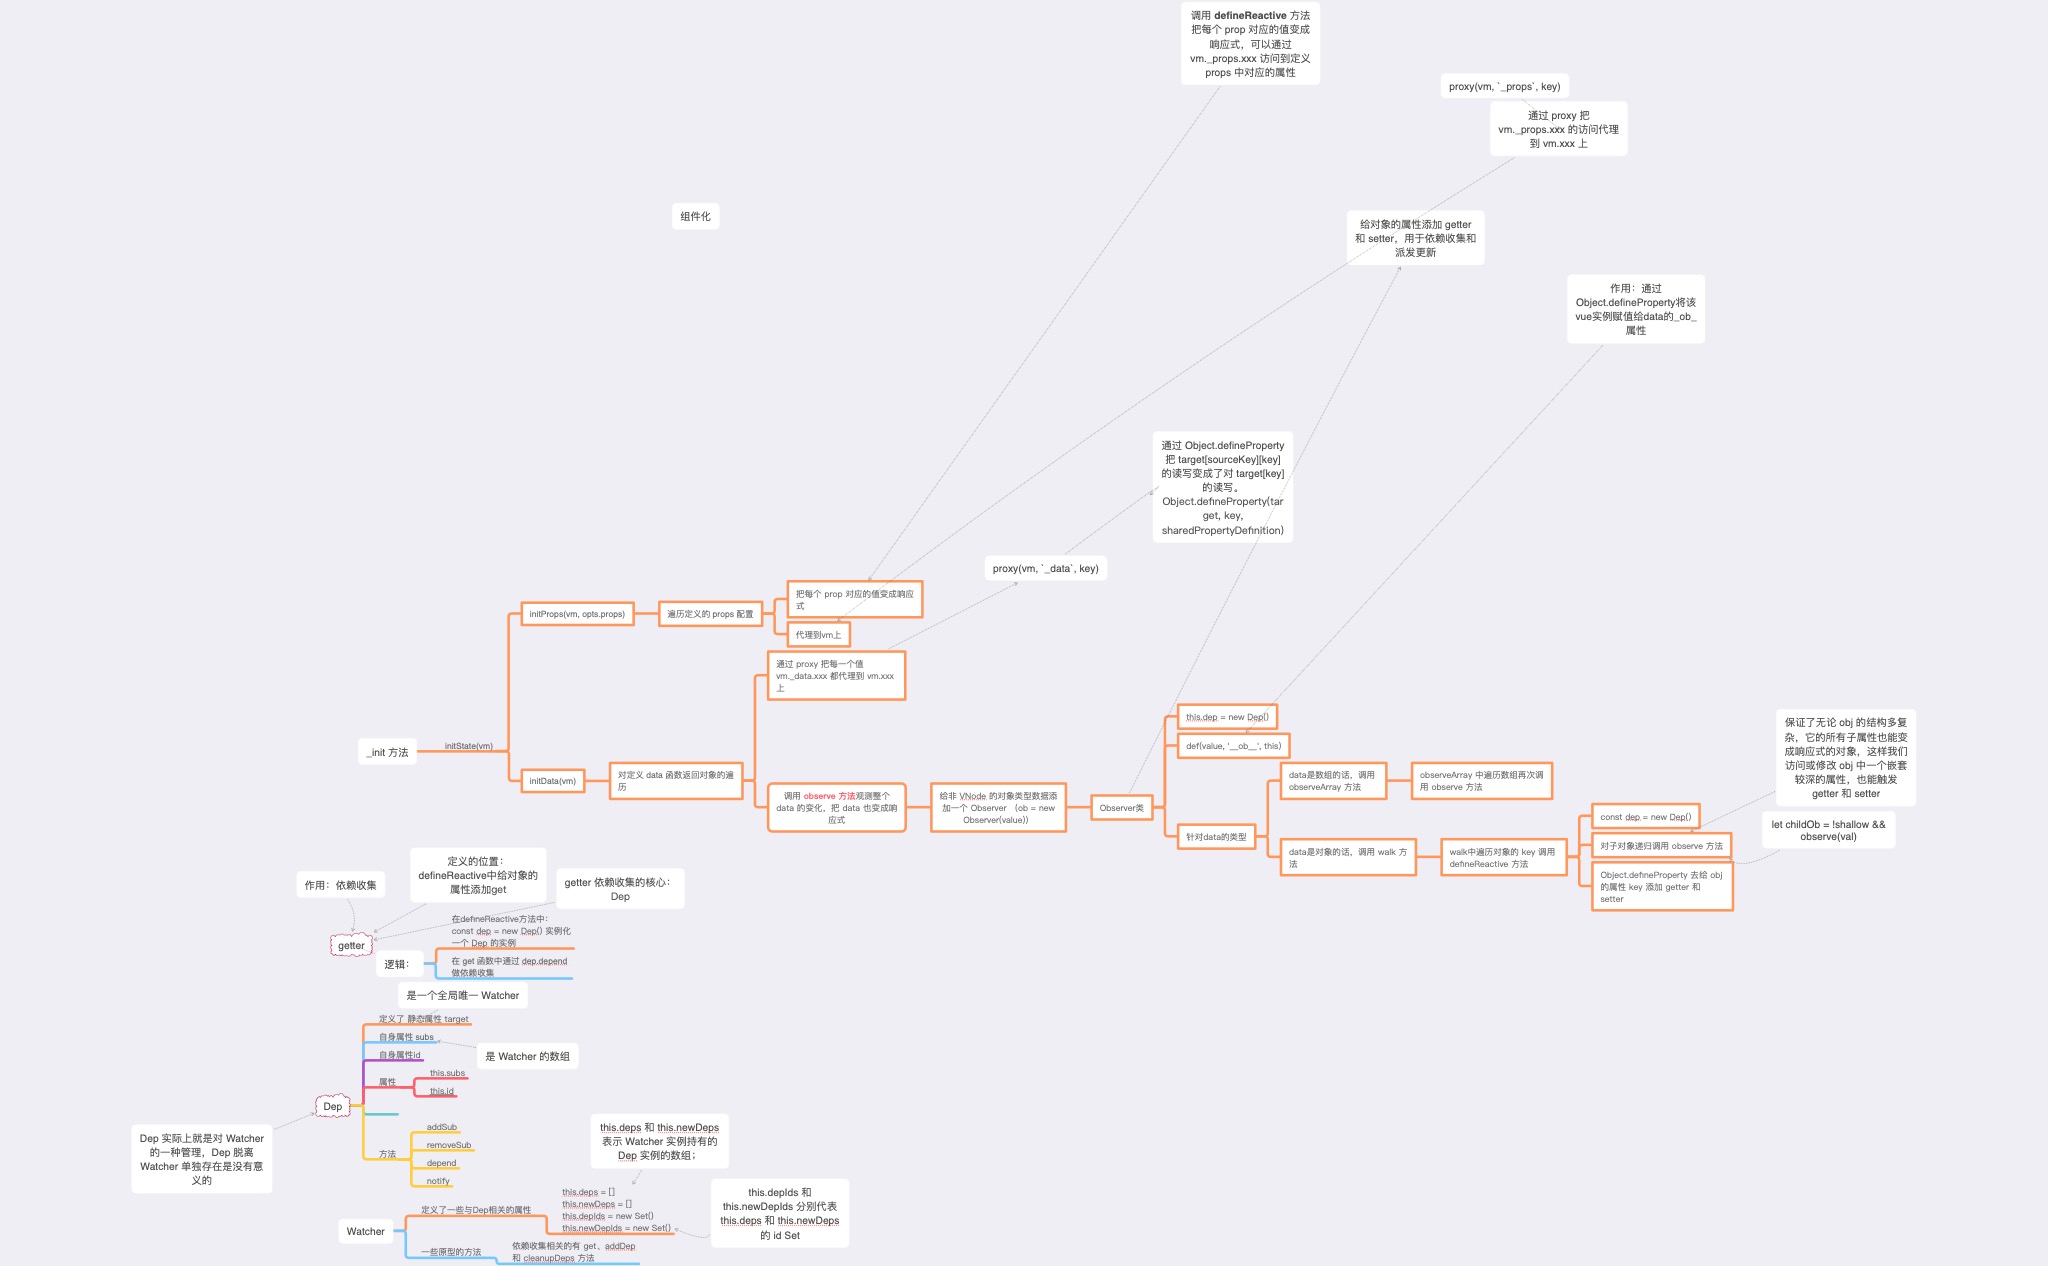 调用 defineReactive 方法
把每个 prop 对应的值变成
响应式，可以通过
vm._props.xxx 访问到定义
props 中对应的属性
proxy(vm, `_props`, key)
通过 proxy 把
vm._props.xxx 的访问代理
到 vm.xxx 上
组件化
给对象的属性添加 getter
和 setter，用于依赖收集和
派发更新
作用：通过
Object.defineProperty将该
vue实例赋值给data的_ob_
属性
通过 Object.defineProperty
把 target[sourceKey][key]
的读写变成了对 target[key]
的读写。
Object.defineProperty(tar
get, key,
sharedPropertyDefinition)
proxy(vm, `_data`, key)
_init 方法
initState(vm)
initProps(vm, opts.props)
遍历定义的 props 配置
把每个 prop 对应的值变成响应
式
代理到vm上
initData(vm)
对定义 data 函数返回对象的遍
历
通过 proxy 把每一个值
vm._data.xxx 都代理到 vm.xxx
上
调用 observe 方法观测整个
data 的变化，把 data 也变成响
应式
给非 VNode 的对象类型数据添
加一个 Observer （ob = new
Observer(value)）
Observer类
this.dep = new Dep()
def(value, '__ob__', this)
针对data的类型
data是数组的话，调用
observeArray 方法
observeArray 中遍历数组再次调
用 observe 方法
data是对象的话，调用 walk 方
法
walk中遍历对象的 key 调用
defineReactive 方法
const dep = new Dep()
对子对象递归调用 observe 方法
Object.defineProperty 去给 obj
的属性 key 添加 getter 和
setter
保证了无论 obj 的结构多复
杂，它的所有子属性也能变
成响应式的对象，这样我们
访问或修改 obj 中一个嵌套
较深的属性，也能触发
getter 和 setter
let childOb = !shallow &&
observe(val)
作用：依赖收集
定义的位置：
defineReactive中给对象的
属性添加get
getter 依赖收集的核心：
Dep
getter
逻辑：
在defineReactive方法中：
const dep = new Dep() 实例化
一个 Dep 的实例
在 get 函数中通过 dep.depend
做依赖收集
是一个全局唯一 Watcher
定义了 静态属性 target
自身属性 subs
是 Watcher 的数组
自身属性id
属性
this.subs
this.id
Dep
Dep 实际上就是对 Watcher
的一种管理，Dep 脱离
Watcher 单独存在是没有意
义的
方法
addSub
removeSub
depend
notify
this.deps 和 this.newDeps
表示 Watcher 实例持有的
Dep 实例的数组；
Watcher
定义了一些与Dep相关的属性
this.deps = []
this.newDeps = []
this.depIds = new Set()
this.newDepIds = new Set()
this.depIds 和
this.newDepIds 分别代表
this.deps 和 this.newDeps
的 id Set
一些原型的方法
依赖收集相关的有 get、addDep
和 cleanupDeps 方法